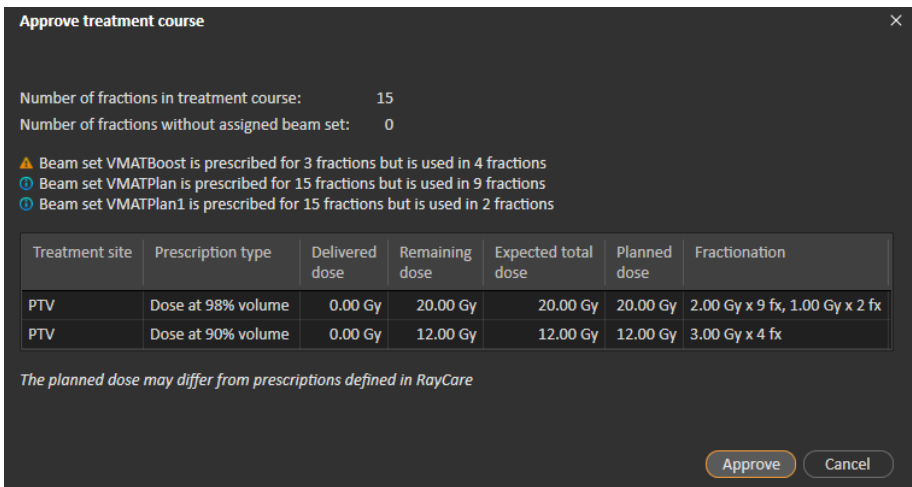 Approve treatment course
Number of fractions in treatment course: 15
Number of fractions without assigned beam set: 0
Beam set VMATBoost is prescribed for 3 fractions but is used in 4 fractions
Beam set VMATPlan is prescribed for 15 fractions but is used in 9 fractions
Beam set VMATPlan1 is prescribed for 15 fractions but is used in 2 fractions
Treatment site Prescription type Delivered dose Remaining dose Expected total dose Planned dose Fractionation
PTV Dose at 98% volume 0.00 Gy 20.00 Gy 20.00 Gy 20.00 Gy 2.00 Gy x 9 fx, 1.00 Gy x 2 fx
PTV Dose at 90% volume 0.00 Gy 12.00 Gy 12.00 Gy 12.00 Gy 3.00 Gy x 4 fx
The planned dose may differ from prescriptions defined in RayCare
Approve Cancel